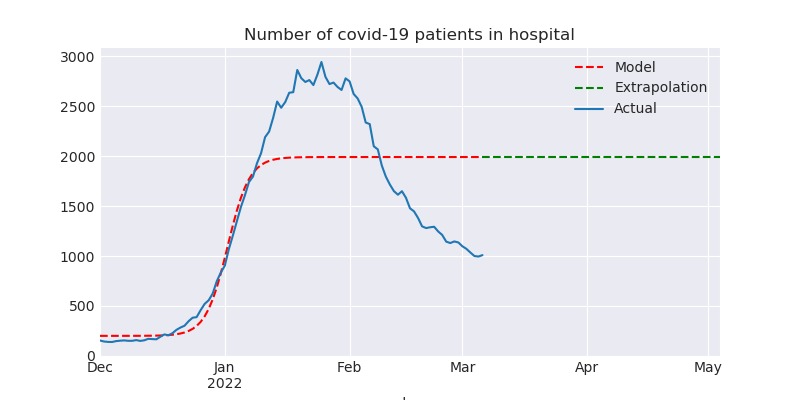 Number of covid-19 patients in hospital
3000
2500
2000
1500
1000
500
0
Model
Extrapolation
Actual
Dec
Jan
2022
Feb
Mar
Apr
May